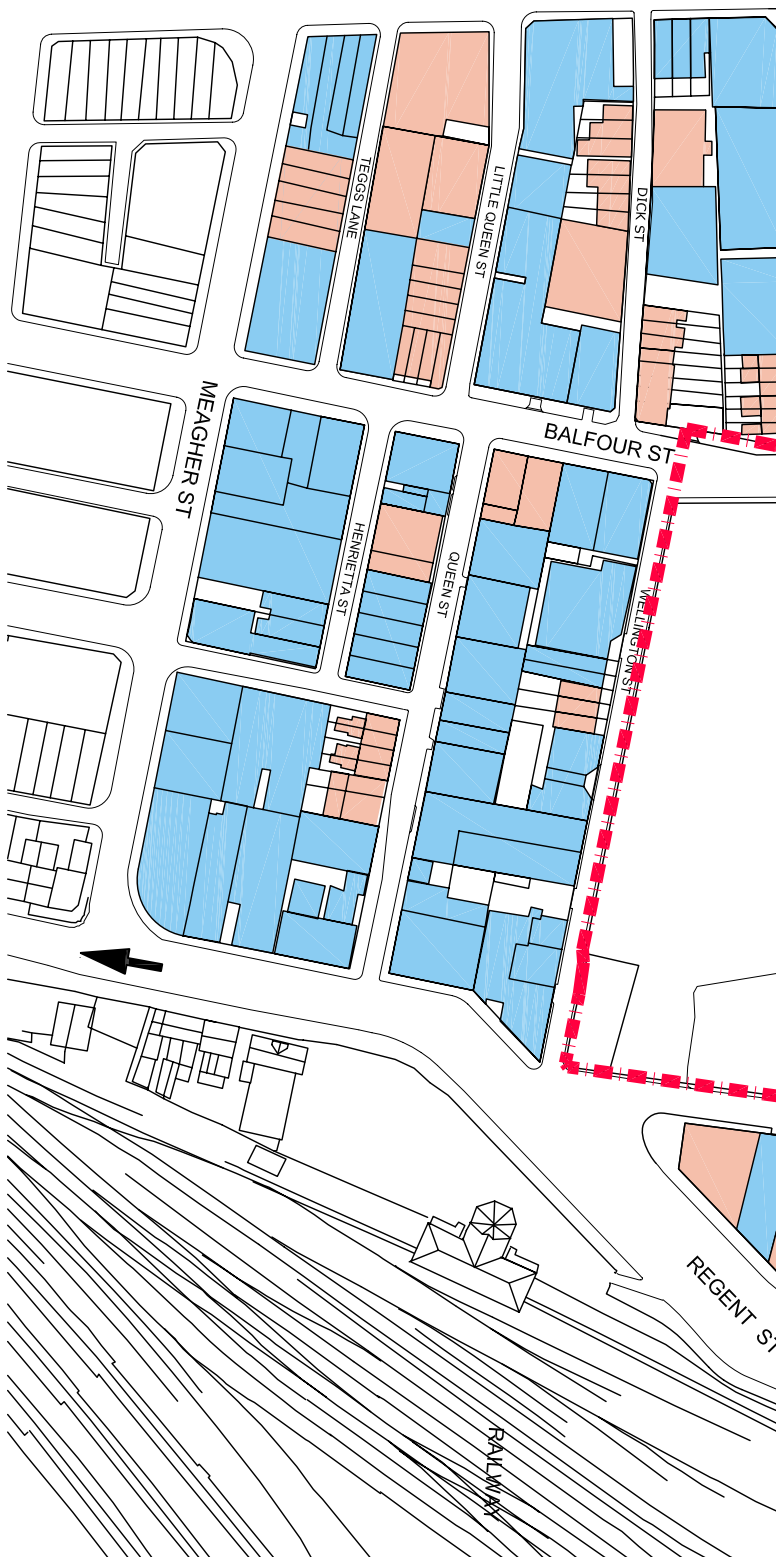 TEGGS LANE
LITTLE QUEEN ST
DICK ST
MEAGHER ST
BALFOUR ST
HENRIETTA ST
QUEEN ST
WELLINGTON ST
REGENT ST
RAILWAY